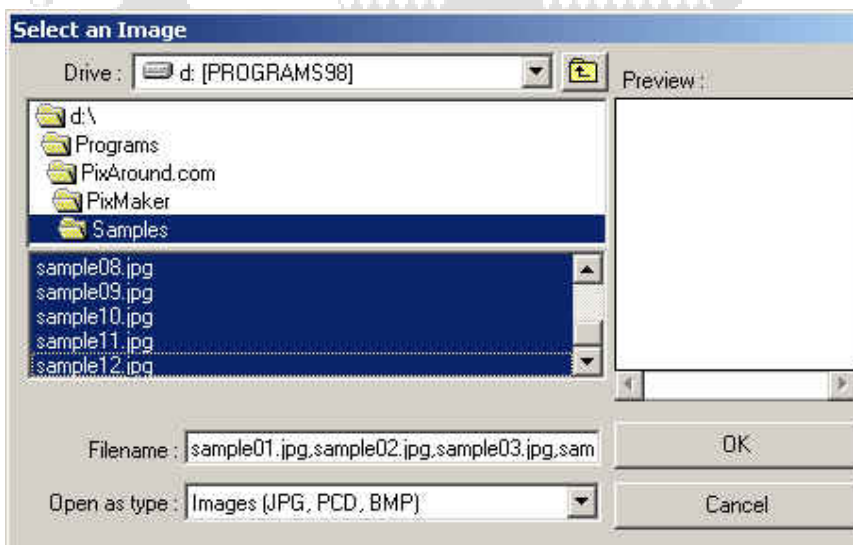 Select an Image
Drive : d: [PROGRAMS98]
Preview :
d:\
Programs
PixAround.com
PixMaker
Samples
sample08.jpg
sample09.jpg
sample10.jpg
sample11.jpg
sample12.jpg
Filename : sample01.jpg,sample02.jpg,sample03.jpg,sam
OK
Open as type : Images (JPG, PCD, BMP)
Cancel